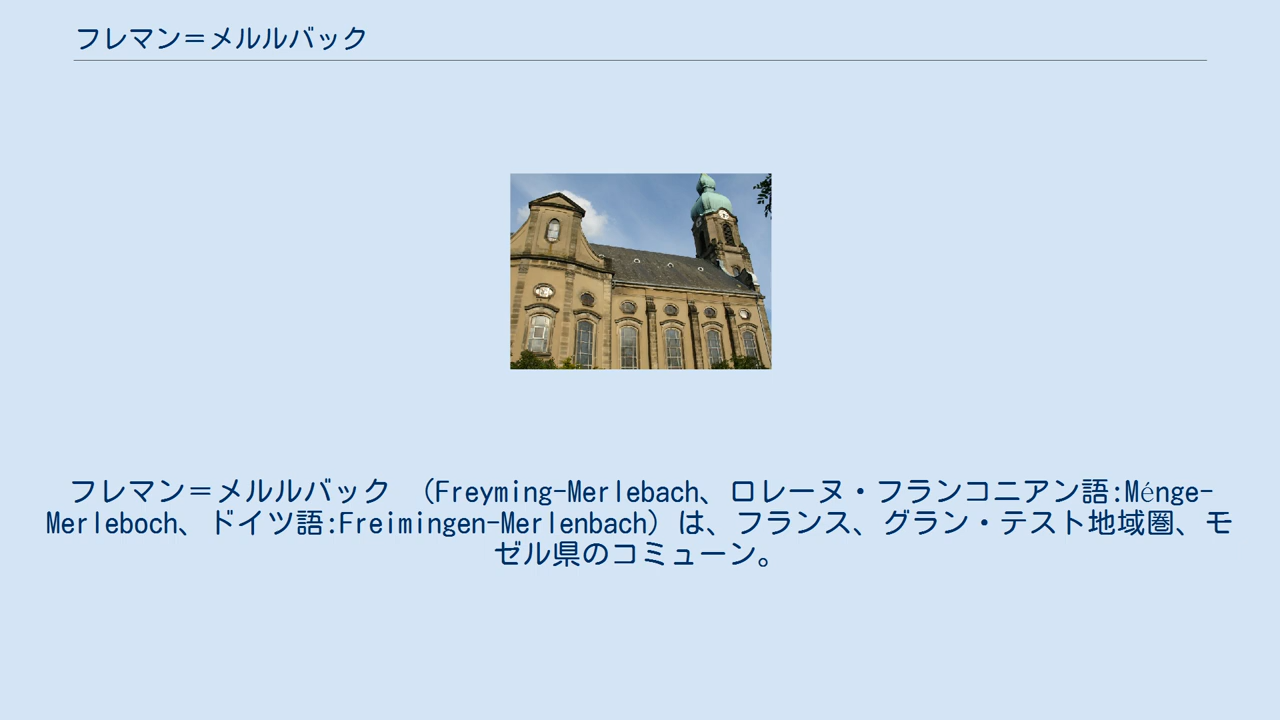 フレマン＝メルルバック
フレマン＝メルルバック　（Freyming-Merlebach、ロレーヌ・フランコニアン語:Ménge-
Merleboch、ドイツ語:Freimingen-Merlenbach）は、フランス、グラン・テスト地域圏、モ
ゼル県のコミューン。